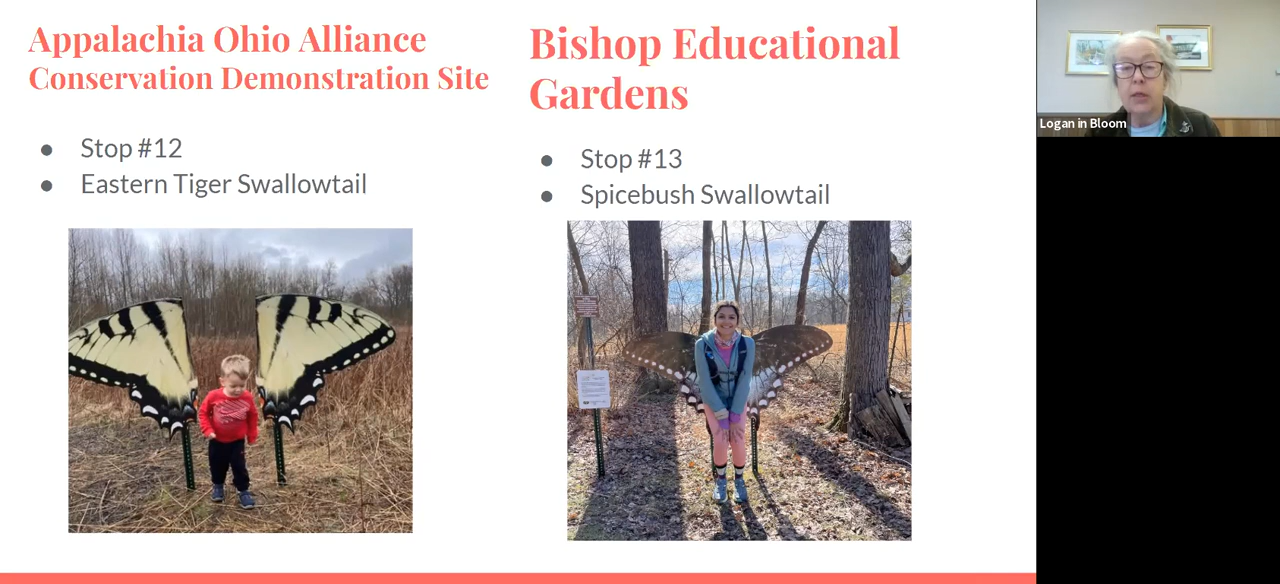 Appalachia Ohio Alliance
Conservation Demonstration Site
• Stop #12
• Eastern Tiger Swallowtail
Bishop Educational
Gardens
• Stop #13
• Spicebush Swallowtail
Logan in Bloom